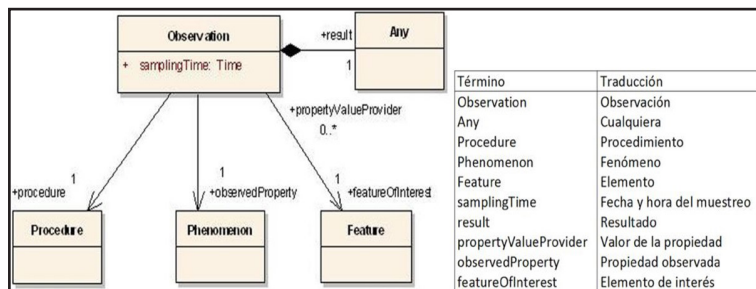 Observation
+ samplingTime: Time
+result
1
Any
+propertyValueProvider
0..*
1
+procedure
1
+observedProperty
1
+featureOfInterest
Procedure
Phenomenon
Feature
Término Traducción
Observation Observación
Any Cualquiera
Procedure Procedimiento
Phenomenon Fenómeno
Feature Elemento
samplingTime Fecha y hora del muestreo
result Resultado
propertyValueProvider Valor de la propiedad
observedProperty Propiedad observada
featureOfInterest Elemento de interés